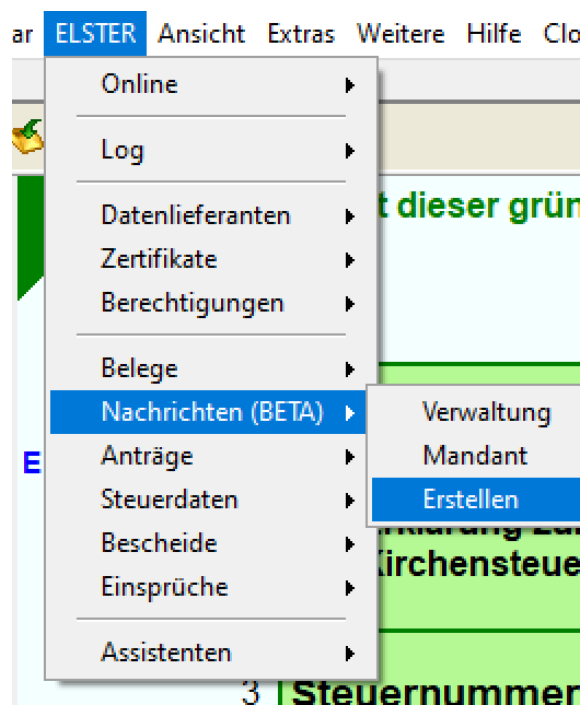 ar ELSTER Ansicht Extras Weitere Hilfe Clo
Online
Log
t dieser grün
Datenlieferanten
Zertifikate
Berechtigungen
Belege
Nachrichten (BETA)
Verwaltung
E
Anträge
Mandant
Steuerdaten
Erstellen
Bescheide
Kirchensteue
Einsprüche
Assistenten
3 Steuernummer